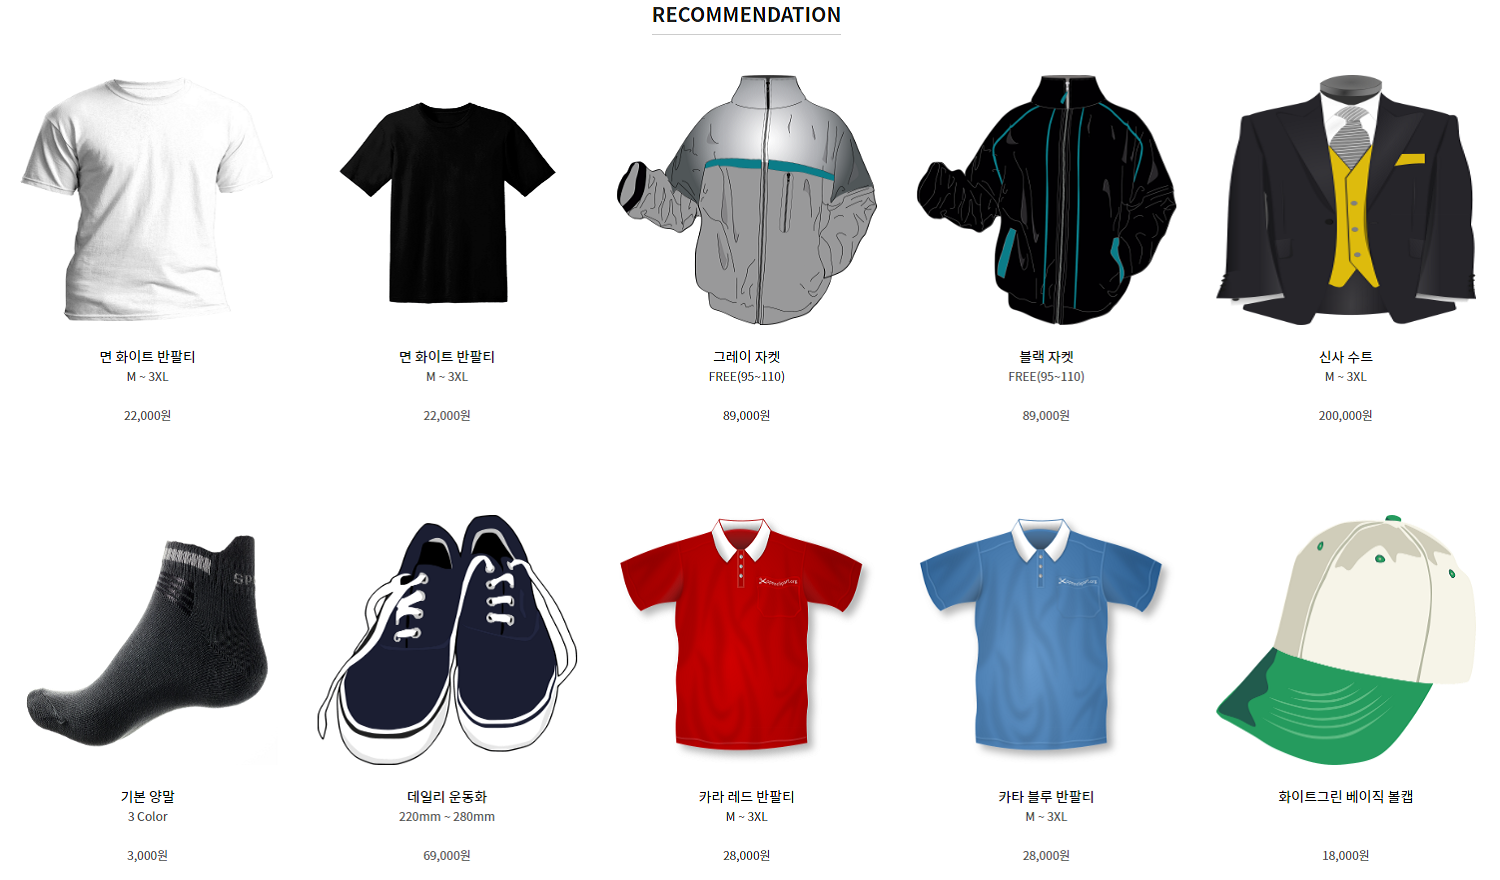 RECOMMENDATION
면 화이트 반팔티
M ~ 3XL
22,000원
면 화이트 반팔티
M ~ 3XL
22,000원
그레이 자켓
FREE(95~110)
89,000원
블랙 자켓
FREE(95~110)
89,000원
신사 수트
M ~ 3XL
200,000원
기본 양말
3 Color
3,000원
데일리 운동화
220mm ~ 280mm
69,000원
카라 레드 반팔티
M ~ 3XL
28,000원
카타 블루 반팔티
M ~ 3XL
28,000원
화이트그린 베이직 볼캡
18,000원